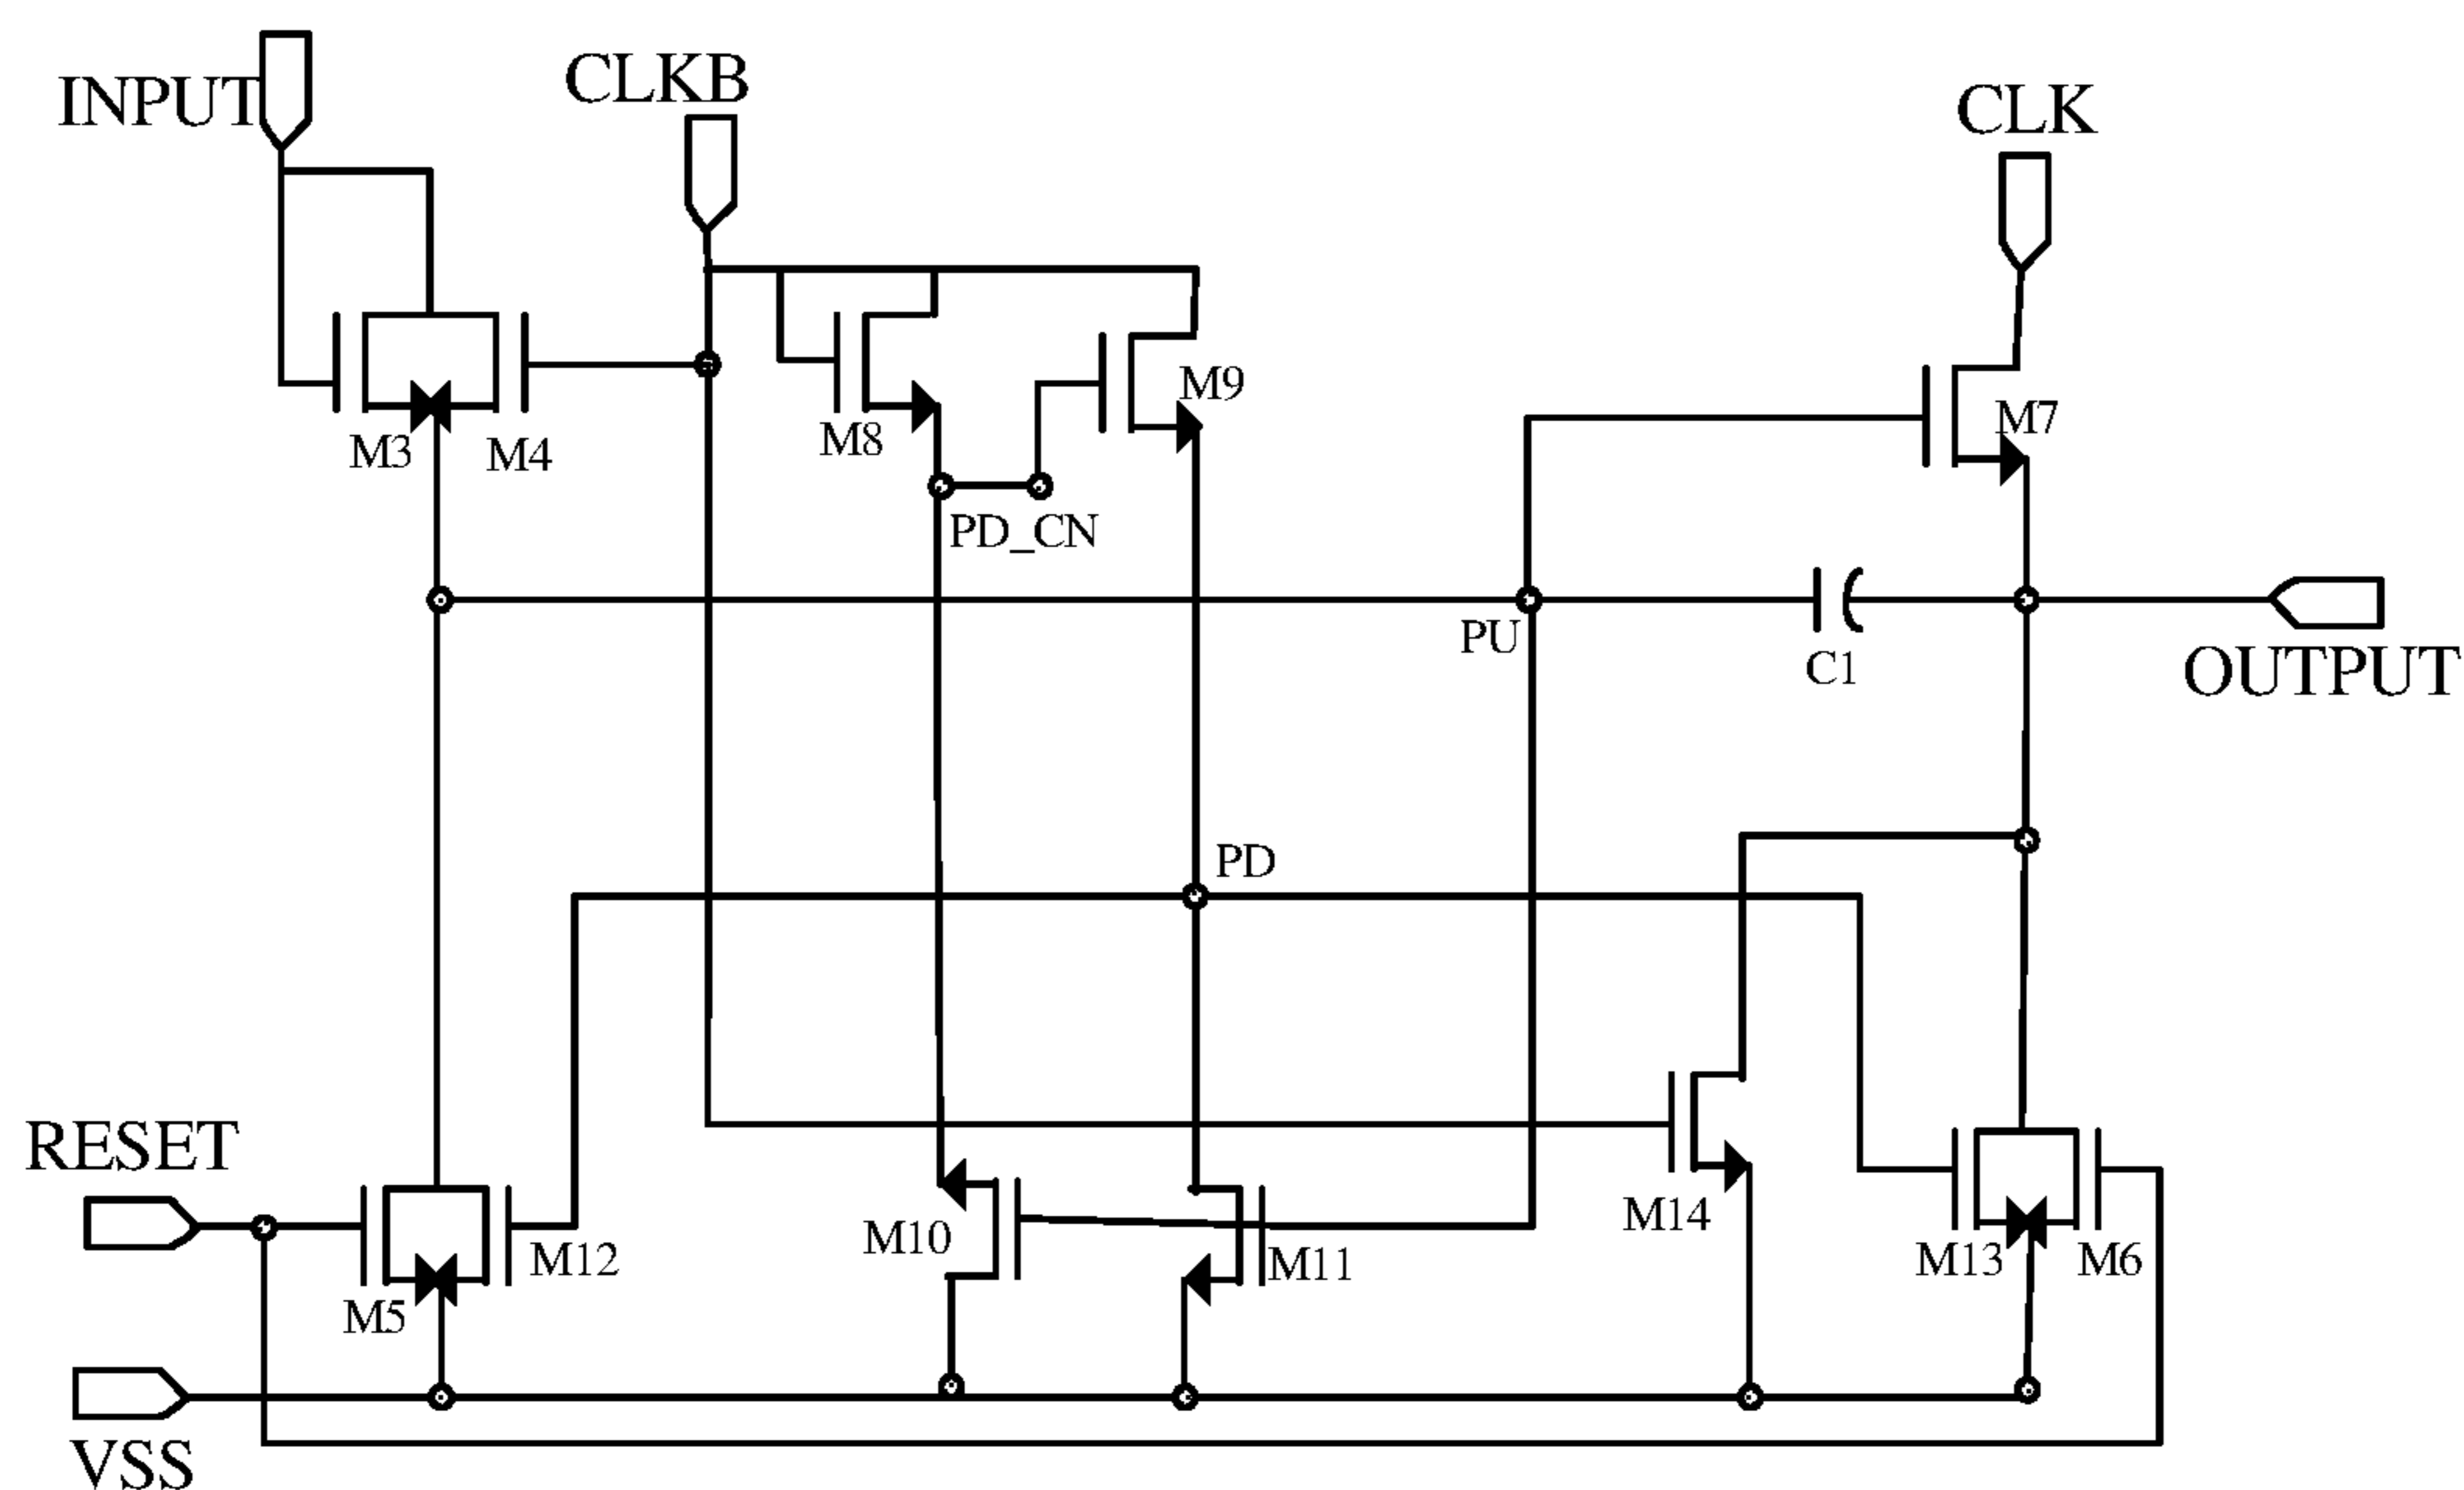 INPUT
CLKB
CLK
M3
M4
M8
M9
M7
PD_CN
PU
C1
OUTPUT
PD
RESET
M5
M12
M10
M11
M14
M13
M6
VSS